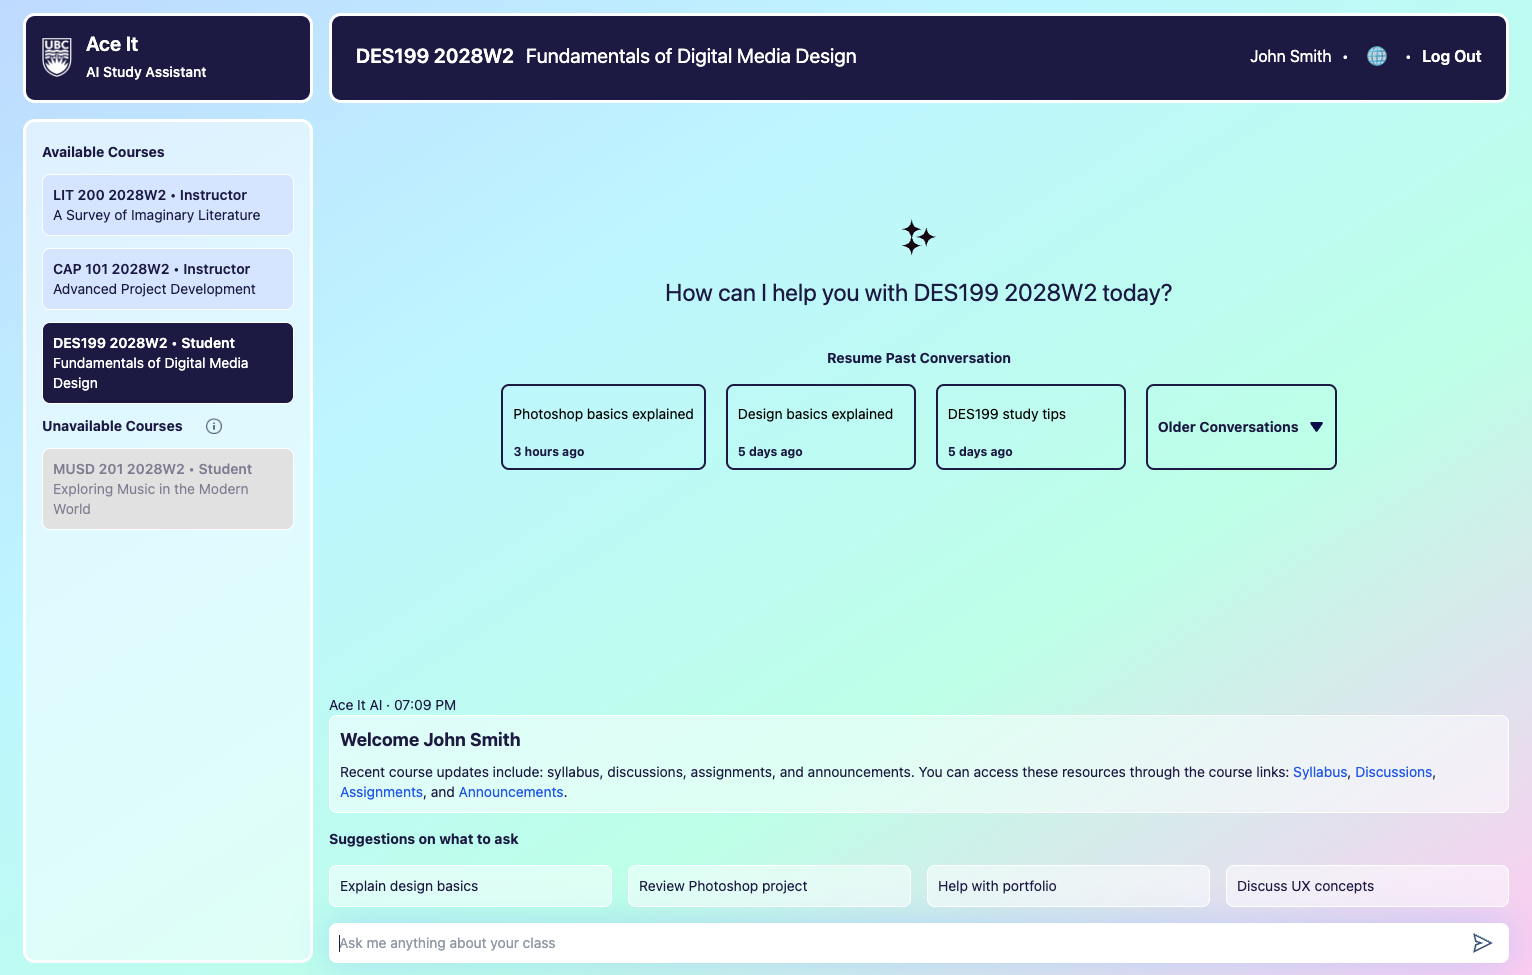 UBC
Ace It
AI Study Assistant
DES199 2028W2 Fundamentals of Digital Media Design
John Smith • • Log Out
Available Courses
LIT 200 2028W2 • Instructor
A Survey of Imaginary Literature
CAP 101 2028W2 • Instructor
Advanced Project Development
DES199 2028W2 • Student
Fundamentals of Digital Media
Design
Unavailable Courses
MUSD 201 2028W2 • Student
Exploring Music in the Modern
World
How can I help you with DES199 2028W2 today?
Resume Past Conversation
Photoshop basics explained
3 hours ago
Design basics explained
5 days ago
DES199 study tips
5 days ago
Older Conversations ▼
Ace It AI · 07:09 PM
Welcome John Smith
Recent course updates include: syllabus, discussions, assignments, and announcements. You can access these resources through the course links: Syllabus, Discussions,
Assignments, and Announcements.
Suggestions on what to ask
Explain design basics
Review Photoshop project
Help with portfolio
Discuss UX concepts
Ask me anything about your class